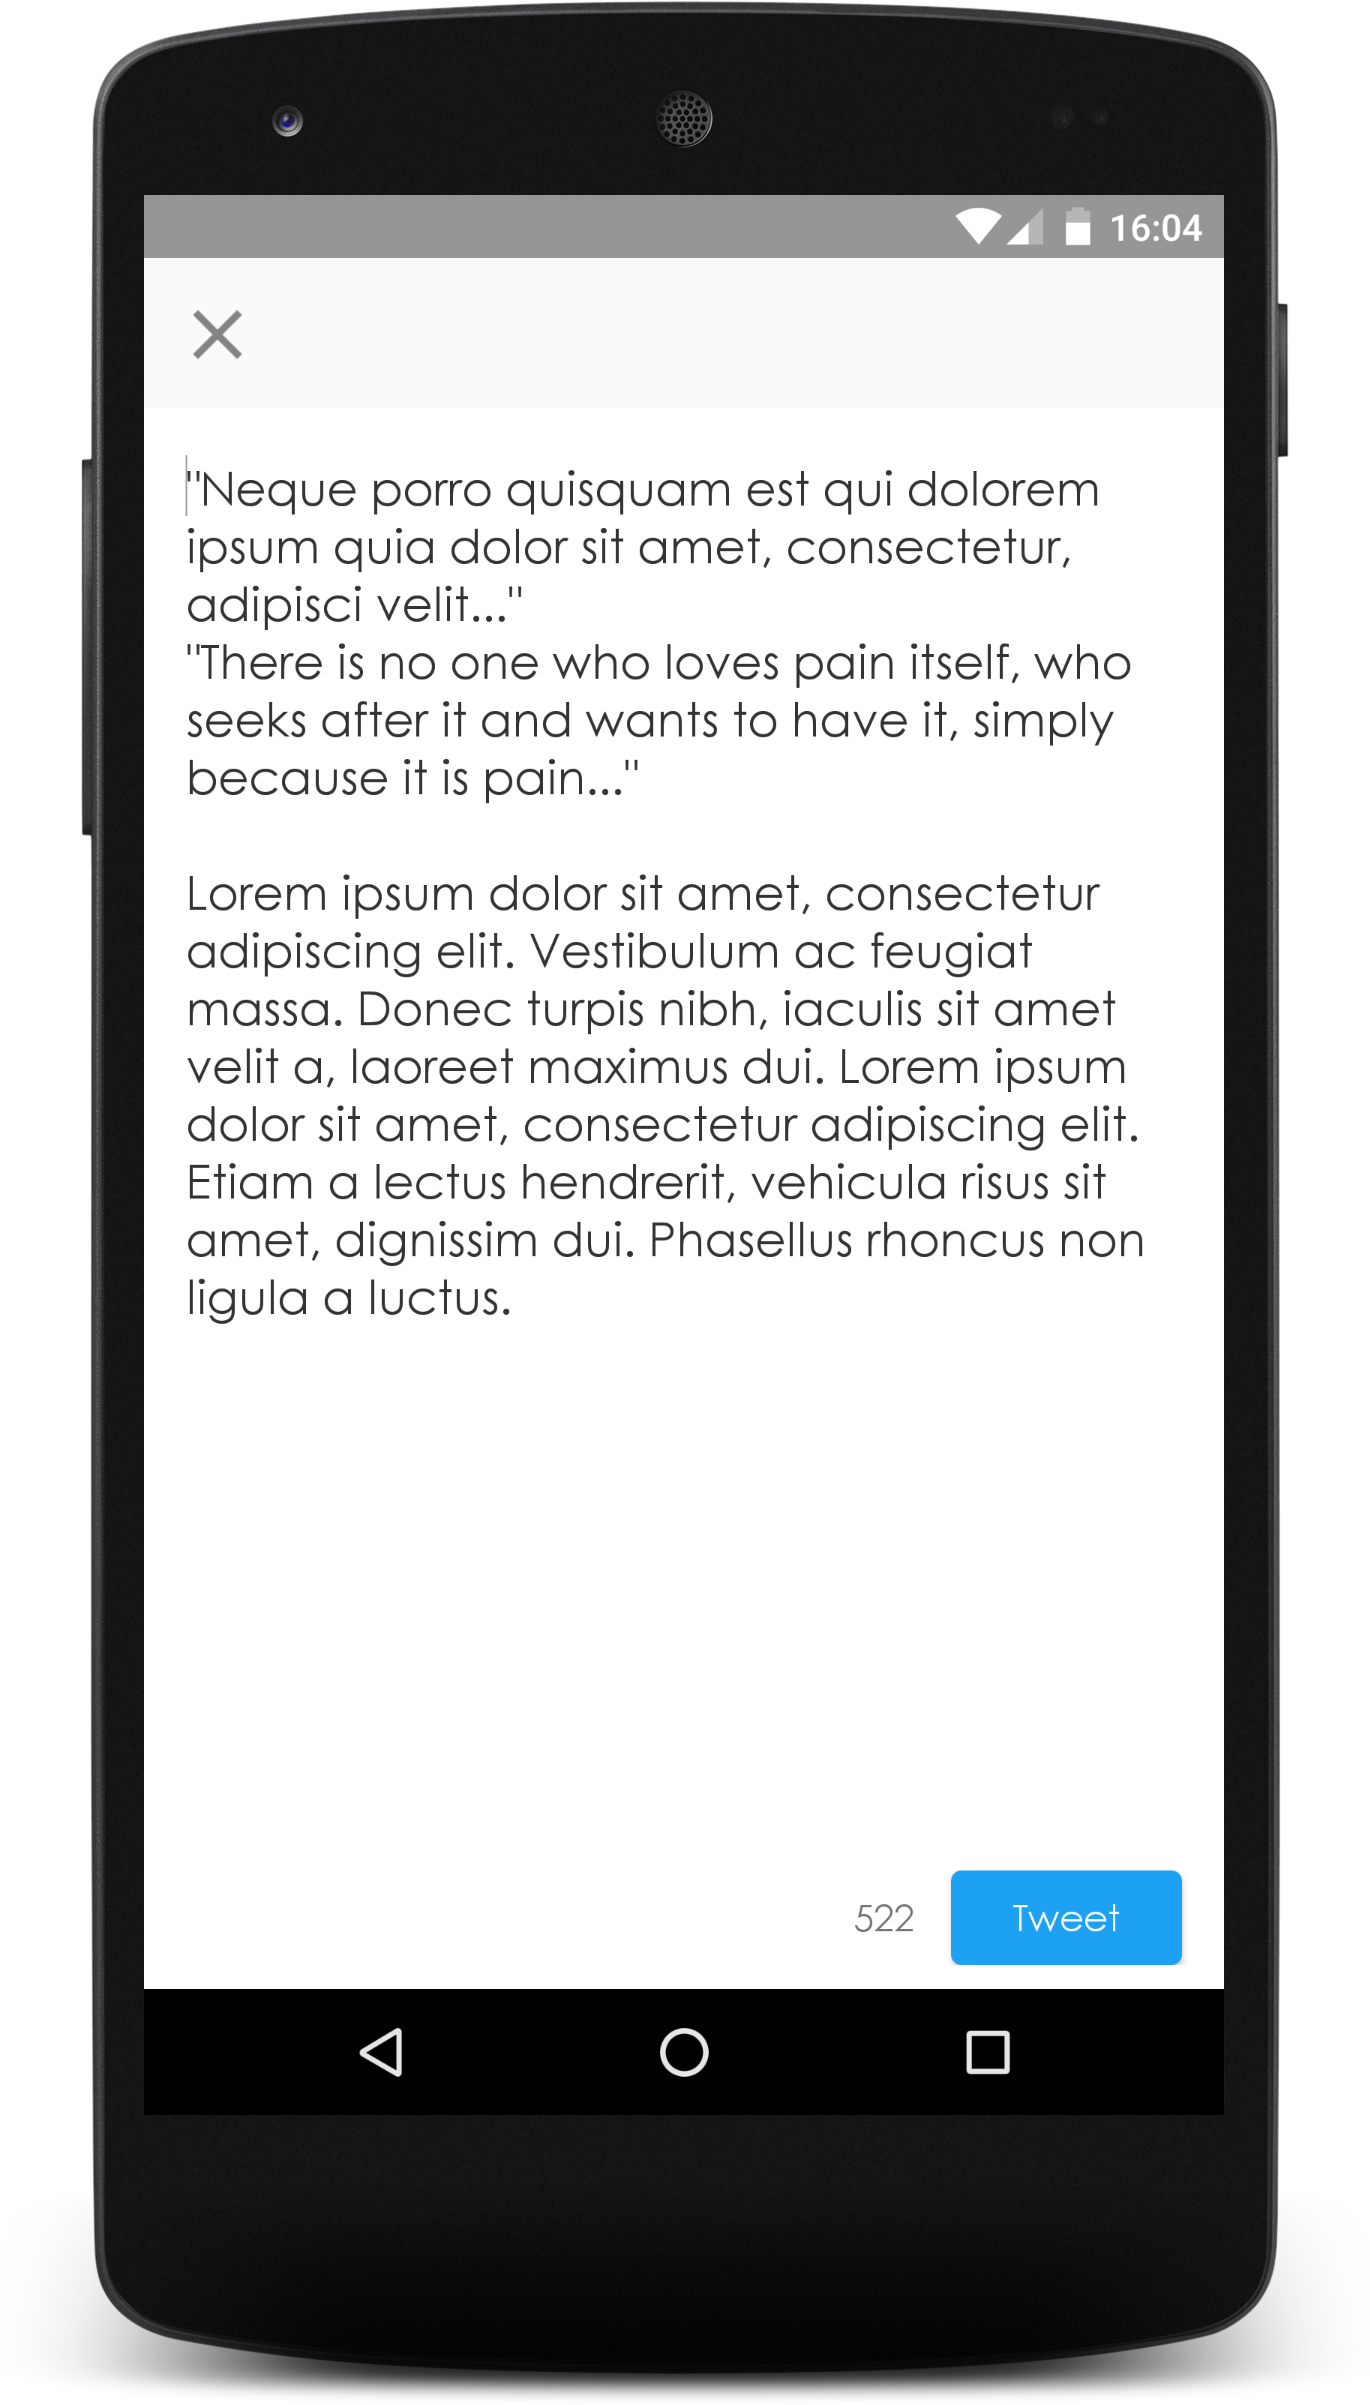 16:04
"Neque porro quisquam est qui dolorem
ipsum quia dolor sit amet, consectetur,
adipisci velit..."
"There is no one who loves pain itself, who
seeks after it and wants to have it, simply
because it is pain..."
Lorem ipsum dolor sit amet, consectetur
adipiscing elit. Vestibulum ac feugiat
massa. Donec turpis nibh, iaculis sit amet
velit a, laoreet maximus dui. Lorem ipsum
dolor sit amet, consectetur adipiscing elit.
Etiam a lectus hendrerit, vehicula risus sit
amet, dignissim dui. Phasellus rhoncus non
ligula a luctus.
522 Tweet